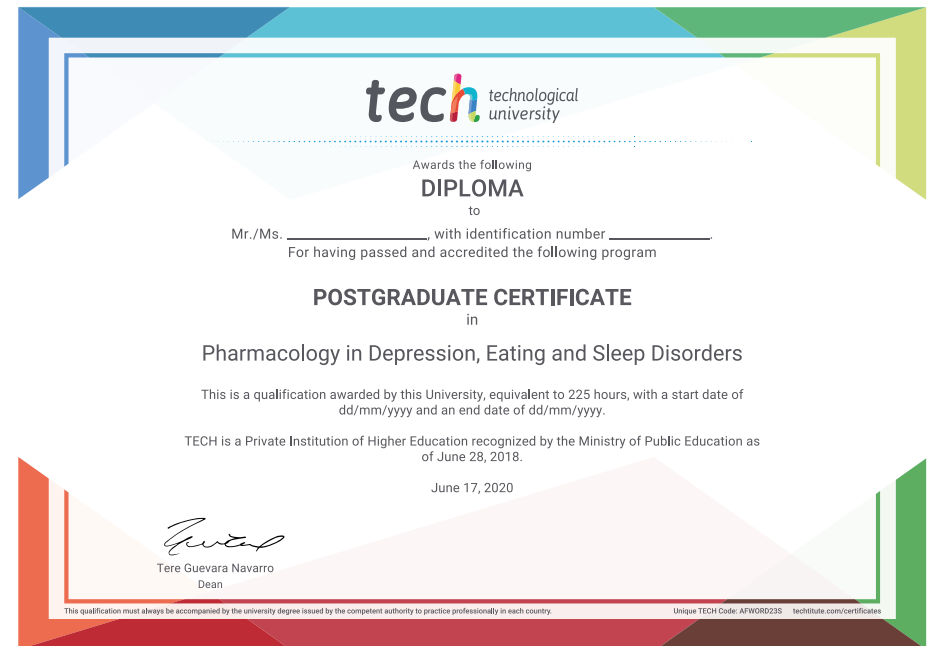 tech technological
university
Awards the following
DIPLOMA
to
Mr./Ms. ____________, with identification number ____________.
For having passed and accredited the following program
POSTGRADUATE CERTIFICATE
in
Pharmacology in Depression, Eating and Sleep Disorders
This is a qualification awarded by this University, equivalent to 225 hours, with a start date of
dd/mm/yyyy and an end date of dd/mm/yyyy.
TECH is a Private Institution of Higher Education recognized by the Ministry of Public Education as
of June 28, 2018.
June 17, 2020
Tere Guevara Navarro
Dean
This qualification must always be accompanied by the university degree issued by the competent authority to practice professionally in each country.
Unique TECH Code: AFWORD23S techtitute.com/certificates